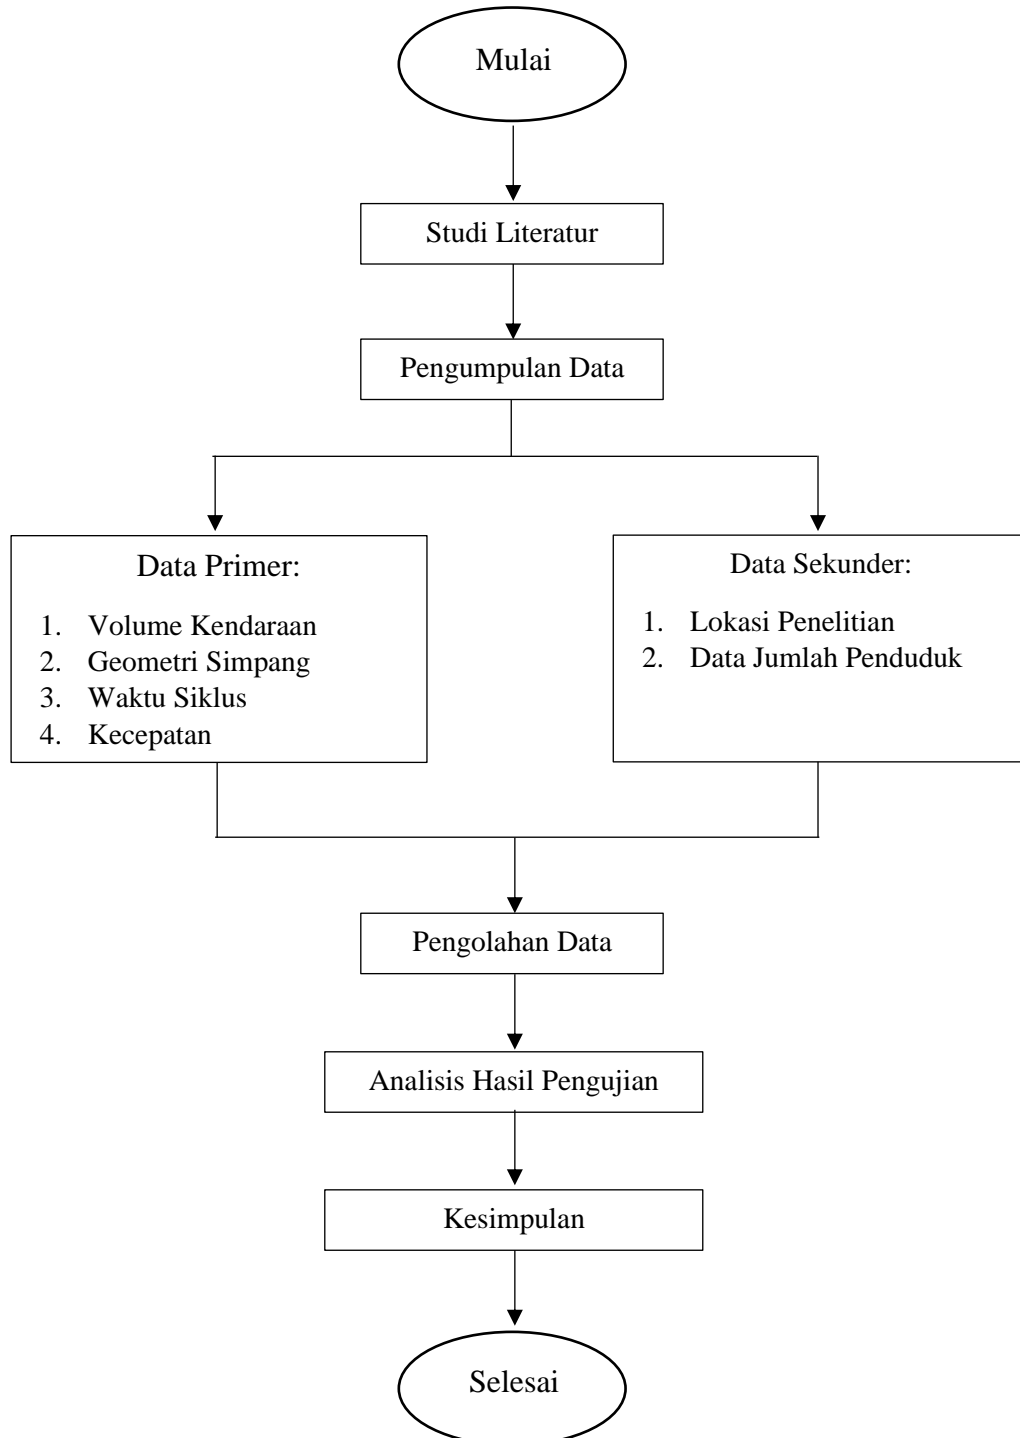 Mulai
Studi Literatur
Pengumpulan Data
Data Primer:
1. Volume Kendaraan
2. Geometri Simpang
3. Waktu Siklus
4. Kecepatan
Data Sekunder:
1. Lokasi Penelitian
2. Data Jumlah Penduduk
Pengolahan Data
Analisis Hasil Pengujian
Kesimpulan
Selesai